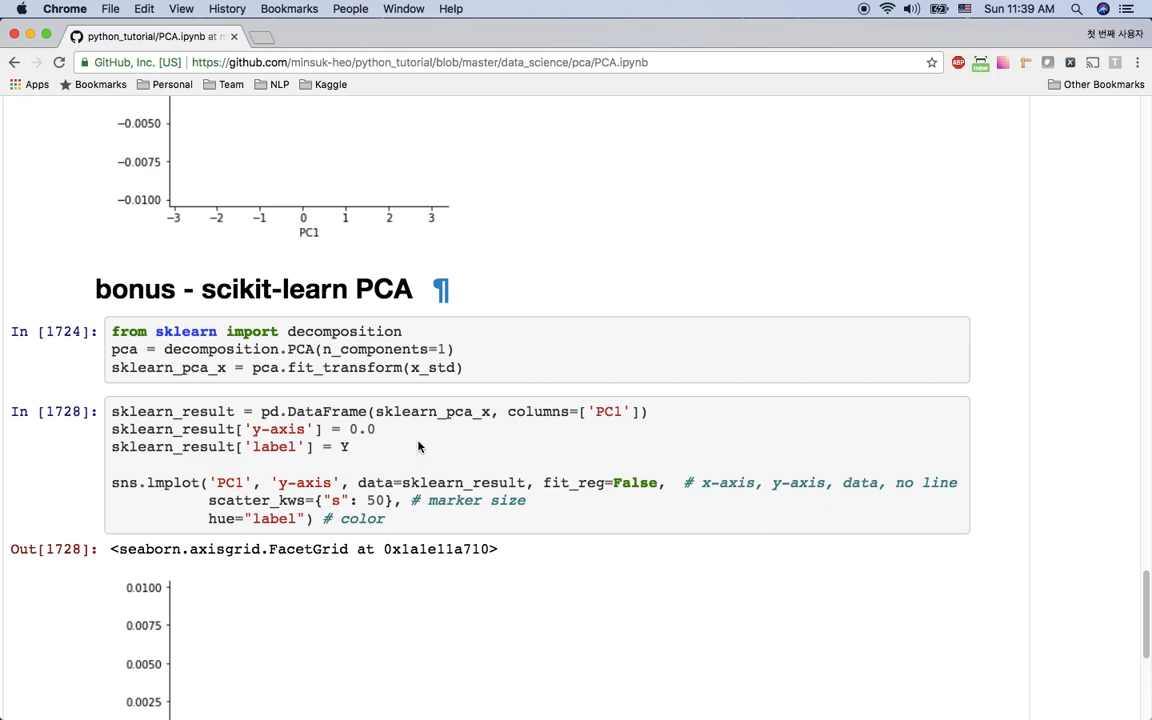 Chrome File Edit View History Bookmarks People Window Help Sun 11:39 AM
python_tutorial/PCA.ipynb at m
첫 번째 사용자
GitHub, Inc. [US] https://github.com/minsuk-heo/python_tutorial/blob/master/data_science/pca/PCA.ipynb
ABP
new
Apps Bookmarks Personal Team NLP Kaggle Other Bookmarks
−0.0050
−0.0075
−0.0100
−3 −2 −1 0 1 2 3
PC1
bonus - scikit-learn PCA ¶
In [1724]: from sklearn import decomposition
pca = decomposition.PCA(n_components=1)
sklearn_pca_x = pca.fit_transform(x_std)
In [1728]: sklearn_result = pd.DataFrame(sklearn_pca_x, columns=['PC1'])
sklearn_result['y-axis'] = 0.0
sklearn_result['label'] = Y
sns.lmplot('PC1', 'y-axis', data=sklearn_result, fit_reg=False, # x-axis, y-axis, data, no line
scatter_kws={"s": 50}, # marker size
hue="label") # color
Out[1728]: <seaborn.axisgrid.FacetGrid at 0x1a1e11a710>
0.0100
0.0075
0.0050
0.0025